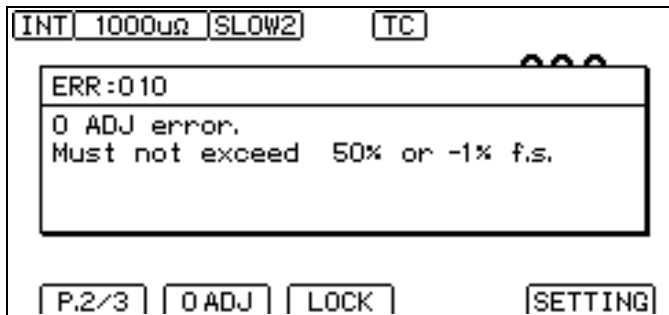 INT 1000uΩ SLOW2 TC
ERR:010
0 ADJ error.
Must not exceed 50% or -1% f.s.
P.2/3 0 ADJ LOCK SETTING